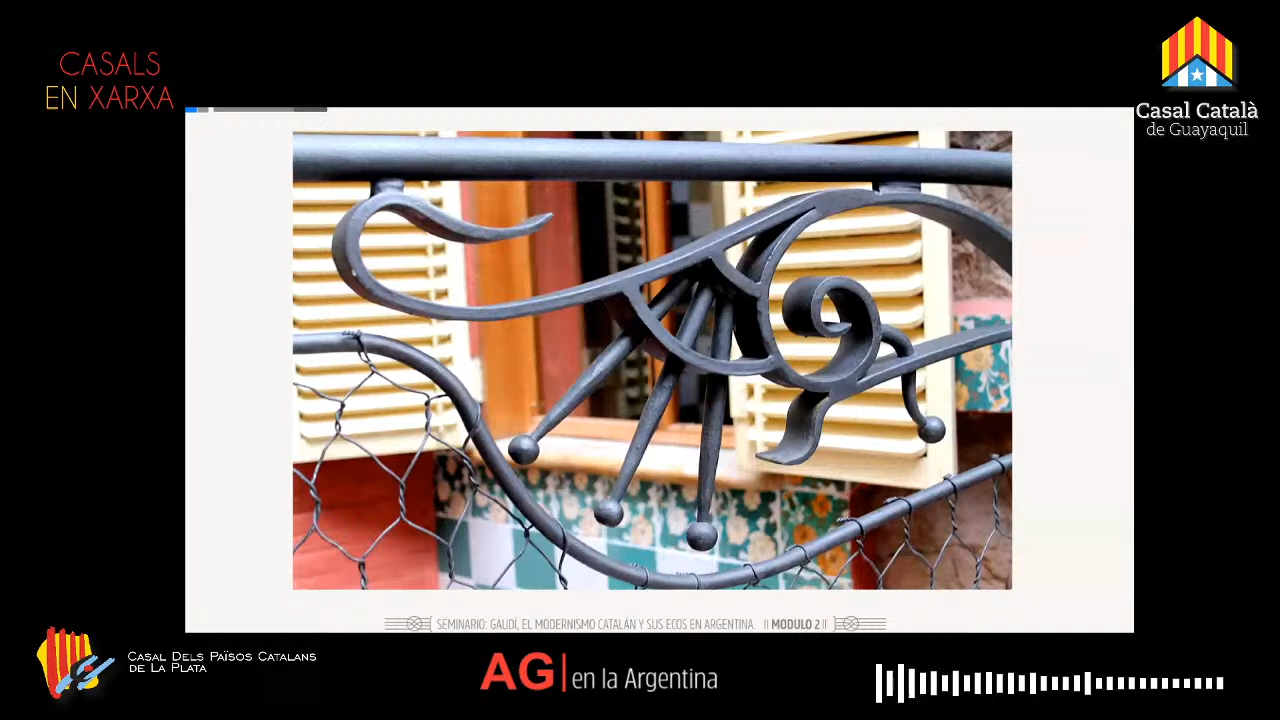 CASALS
EN XARXA
Casal Català
de Guayaquil
SEMINARIO: GAUDÍ, EL MODERNISMO CATALÁN Y SUS ECOS EN ARGENTINA. || MODULO 2 ||
CASAL DELS PAÏSOS CATALANS
DE LA PLATA
AG | en la Argentina